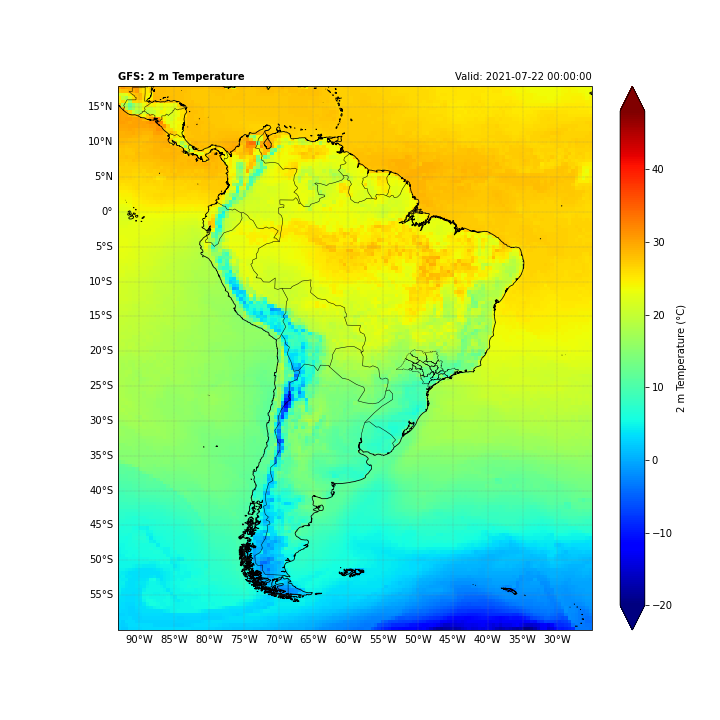 GFS: 2 m Temperature
Valid: 2021-07-22 00:00:00
15°N
10°N
5°N
0°
5°S
10°S
15°S
20°S
25°S
30°S
35°S
40°S
45°S
50°S
55°S
90°W 85°W 80°W 75°W 70°W 65°W 60°W 55°W 50°W 45°W 40°W 35°W 30°W
40
30
20
10
0
−10
−20
2 m Temperature (°C)